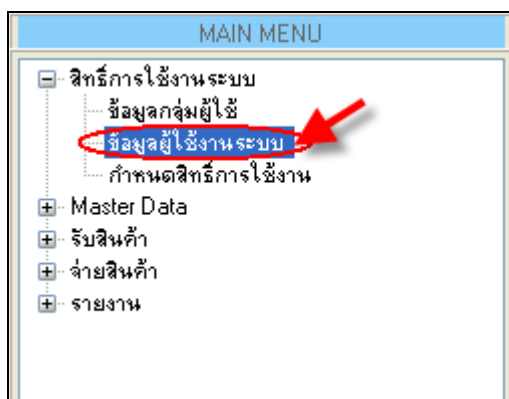 MAIN MENU
สิทธิ์การใช้งานระบบ
ข้อมูลกลุ่มผู้ใช้
ข้อมูลผู้ใช้งานระบบ
กำหนดสิทธิ์การใช้งาน
Master Data
รับสินค้า
จ่ายสินค้า
รายงาน